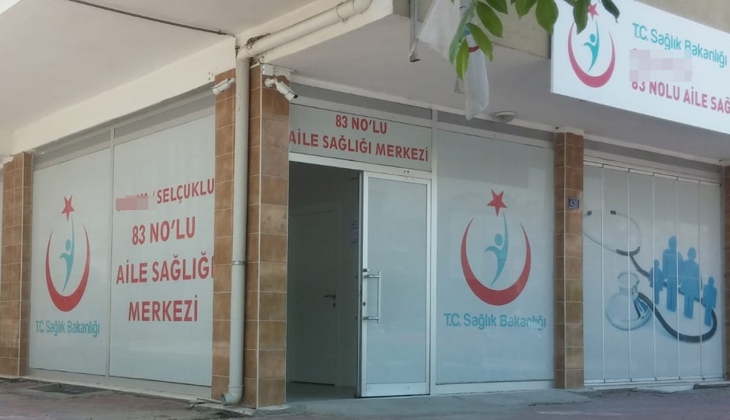 / SELÇUKLU
83 NO'LU
AİLE SAĞLIĞI
MERKEZİ
T.C. Sağlık Bakanlığı
83 NO'LU
AİLE SAĞLIĞI MERKEZİ
T.C. Sağlık Bakanlığı
T.C. Sağlık Bakanlığı
83 NOLU AİLE SAĞ